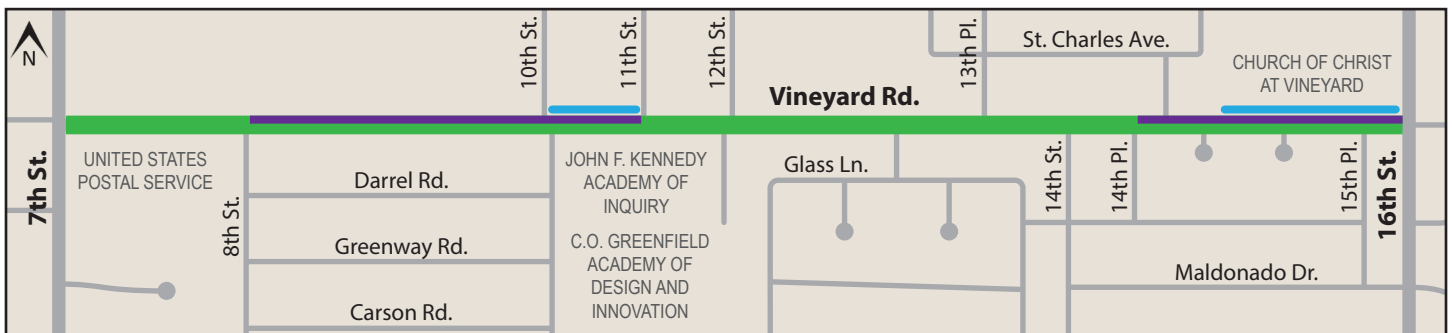 N
10th St.
11th St.
12th St.
13th Pl.
St. Charles Ave.
CHURCH OF CHRIST
AT VINEYARD
Vineyard Rd.
7th St.
UNITED STATES
POSTAL SERVICE
8th St.
Darrel Rd.
Greenway Rd.
Carson Rd.
JOHN F. KENNEDY
ACADEMY OF
INQUIRY
C.O. GREENFIELD
ACADEMY OF
DESIGN AND
INNOVATION
Glass Ln.
14th St.
14th Pl.
15th Pl.
16th St.
Maldonado Dr.